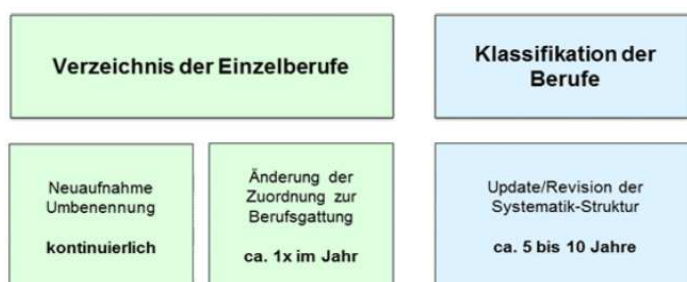 Verzeichnis der Einzelberufe
Klassifikation der
Berufe
Neuaufnahme
Umbenennung
kontinuierlich
Änderung der
Zuordnung zur
Berufsgattung
ca. 1x im Jahr
Update/Revision der
Systematik-Struktur
ca. 5 bis 10 Jahre